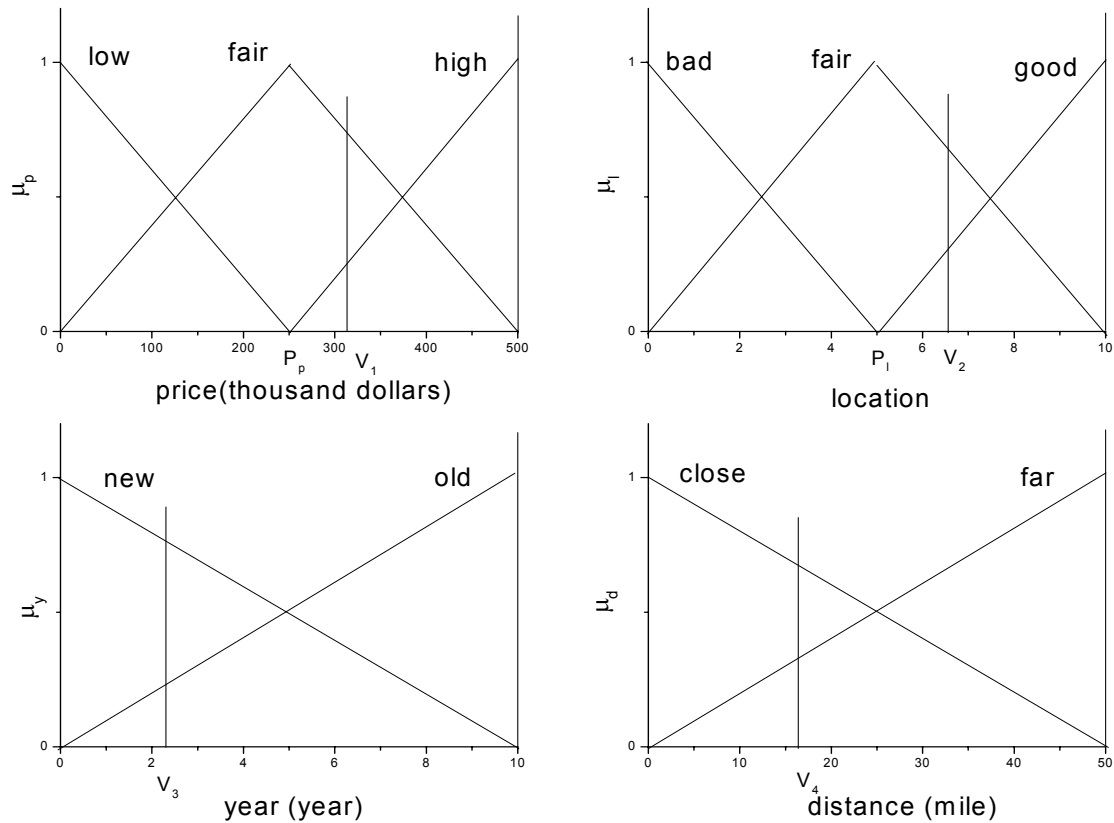 low fair high
1
μp
0
0 100 200 300 400 500
Pp V1
price(thousand dollars)
bad fair good
1
μl
0
0 2 4 6 8 10
Pl V2
location
new old
1
μy
0
0 2 4 6 8 10
V3
year (year)
close far
1
μd
0
0 10 20 30 40 50
V4
distance (mile)